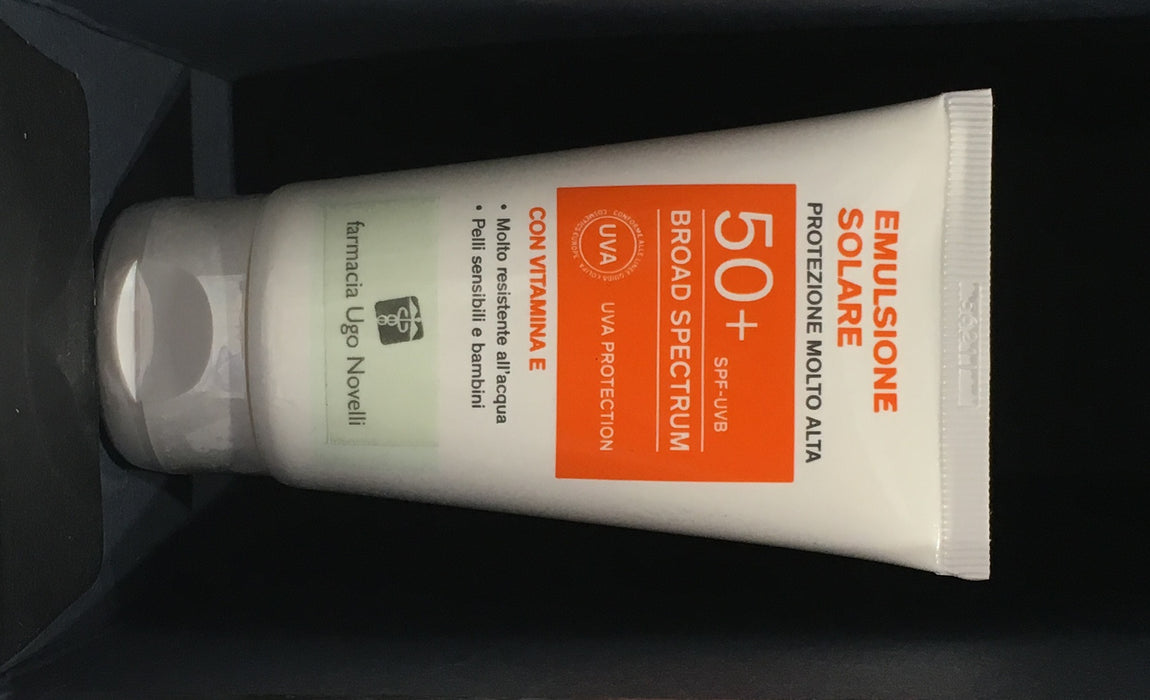 EMULSIONE
SOLARE
PROTEZIONE MOLTO ALTA
50+ SPF-UVB
BROAD SPECTRUM
UVA UVA PROTECTION
CON VITAMINA E
• Molto resistente all'acqua
• Pelli sensibili e bambini
farmacia Ugo Novelli